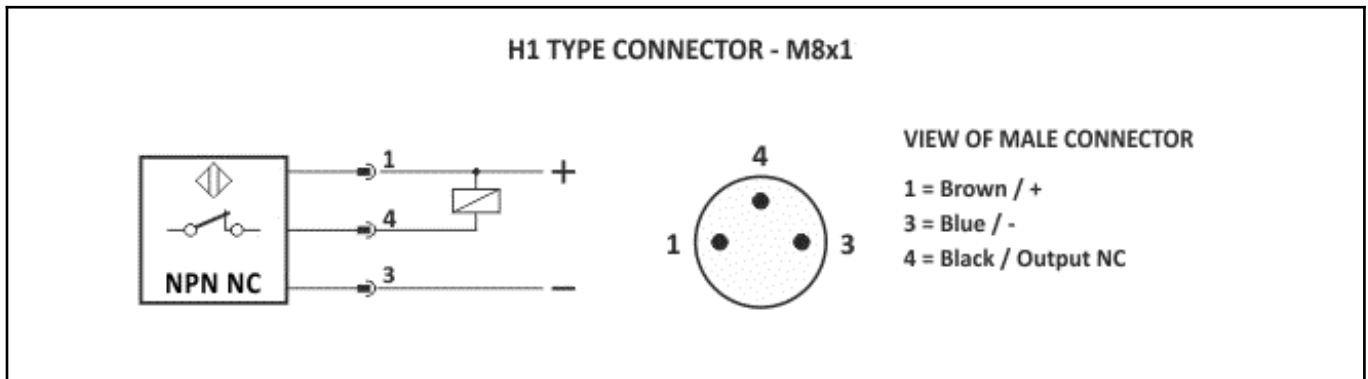 H1 TYPE CONNECTOR - M8x1
1
+
4
3
−
NPN NC
4
1
3
VIEW OF MALE CONNECTOR
1 = Brown / +
3 = Blue / -
4 = Black / Output NC